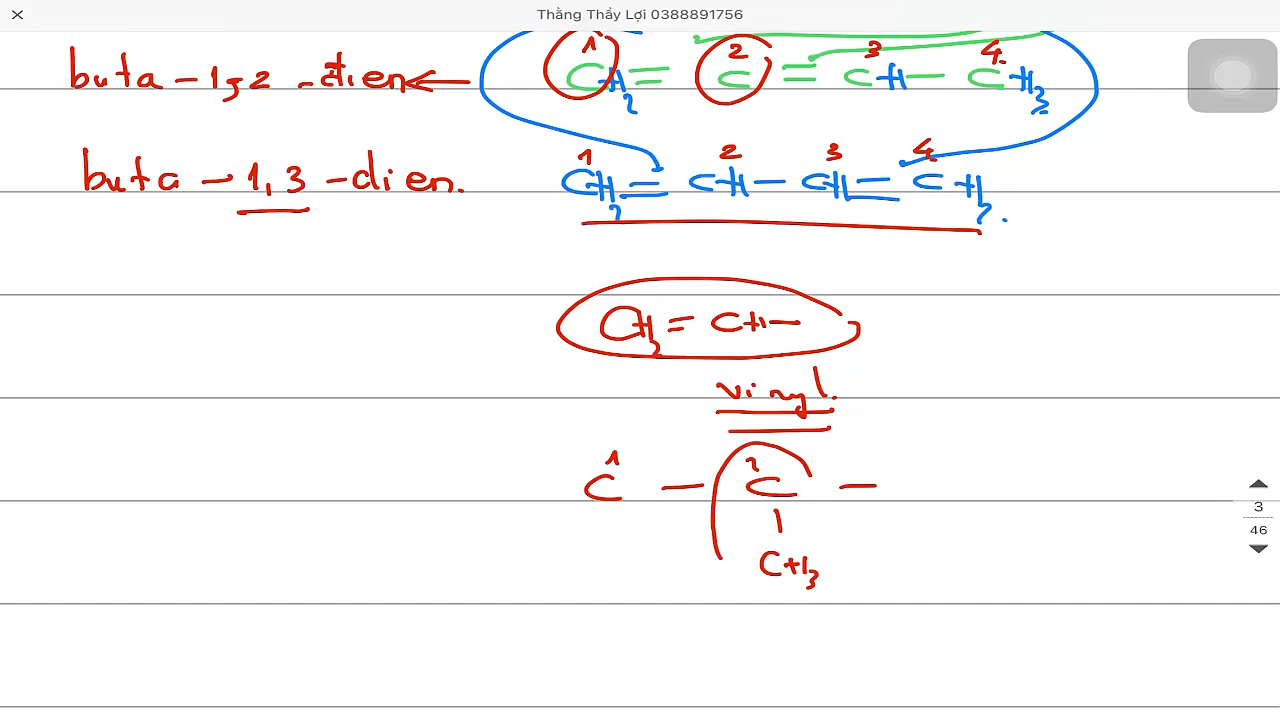 × Thằng Thầy Lợi 0388891756
1 2 3 4
buta – 1,2 – dien ← CH2 = C = CH – CH3
1 2 3 4
buta – 1,3 – dien. CH2 = CH – CH = CH2.
CH2 = CH –
vinyl.
1 2
C – C –
3
|
46
CH3